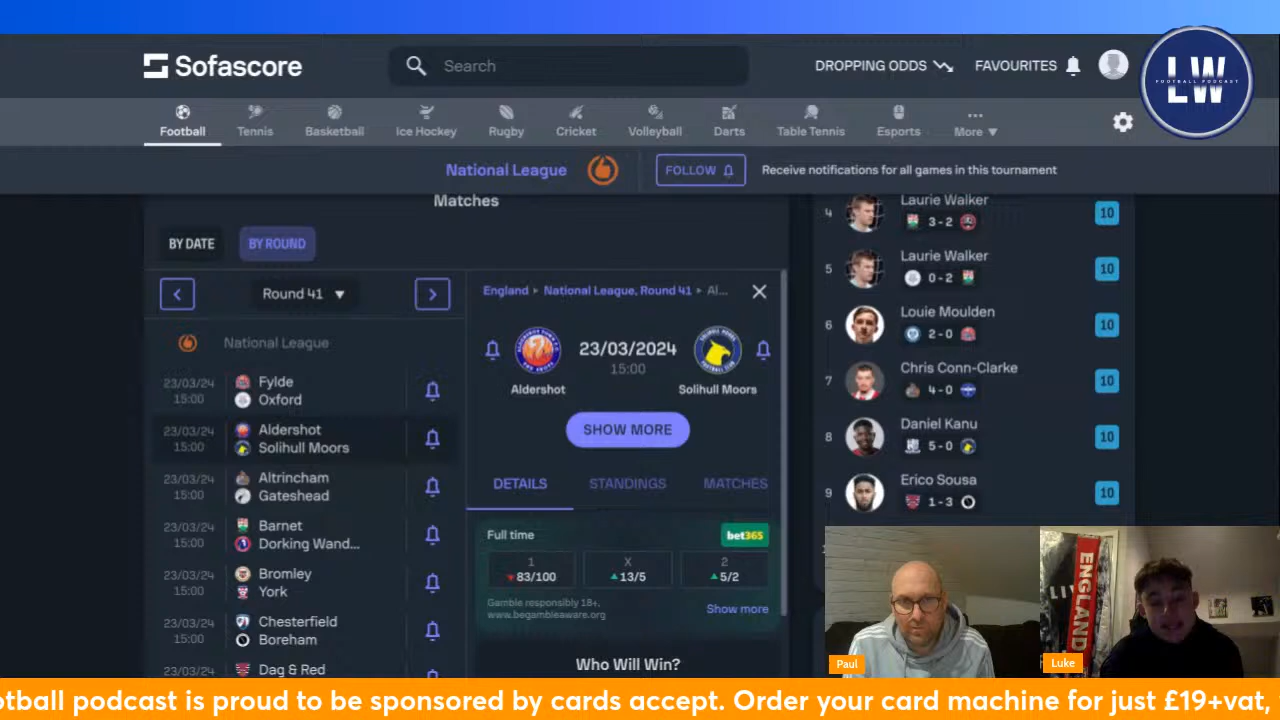 Sofascore
Search
DROPPING ODDS
FAVOURITES
LW
FOOTBALL PODCAST
Football
Tennis
Basketball
Ice Hockey
Rugby
Cricket
Volleyball
Darts
Table Tennis
Esports
More ▼
National League
FOLLOW
Receive notifications for all games in this tournament
Matches
BY DATE
BY ROUND
Round 41 ▼
National League
23/03/24 Fylde
15:00 Oxford
23/03/24 Aldershot
15:00 Solihull Moors
23/03/24 Altrincham
15:00 Gateshead
23/03/24 Barnet
15:00 Dorking Wand...
23/03/24 Bromley
15:00 York
23/03/24 Chesterfield
15:00 Boreham
23/03/24 Dag & Red
England ▸ National League, Round 41 ▸ Al...
23/03/2024
15:00
Aldershot
Solihull Moors
SHOW MORE
DETAILS
STANDINGS
MATCHES
Full time
bet365
1
83/100
X
13/5
2
5/2
Gamble responsibly 18+,
www.begambleaware.org
Show more
Who Will Win?
4 Laurie Walker 10
3-2
5 Laurie Walker 10
0-2
6 Louie Moulden 10
2-0
7 Chris Conn-Clarke 10
4-0
8 Daniel Kanu 10
5-0
9 Erico Sousa 10
1-3
ENGLAND
Paul
Luke
otball podcast is proud to be sponsored by cards accept. Order your card machine for just £19+vat,